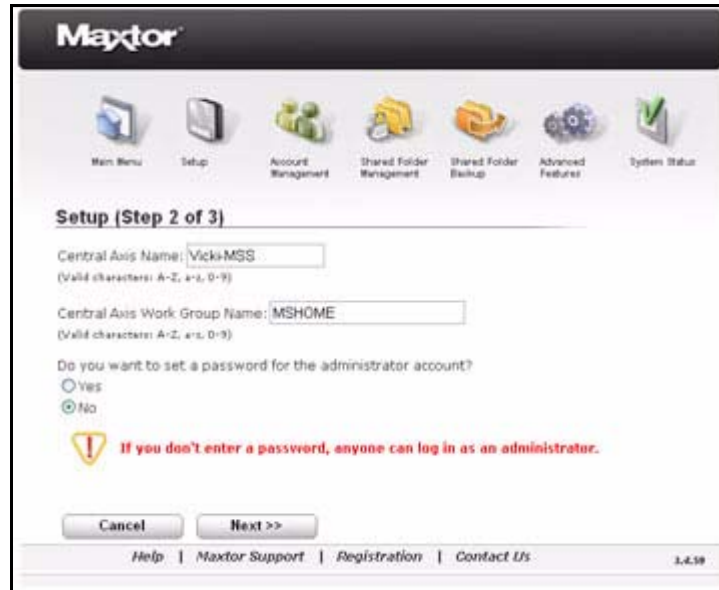 Maxtor
Main Menu
Setup
Account Management
Shared Folder Management
Shared Folder Backup
Advanced Features
System Status
Setup (Step 2 of 3)
Central Axis Name: Vicki-MSS
(Valid characters: A-Z, a-z, 0-9)
Central Axis Work Group Name: MSHOME
(Valid characters: A-Z, a-z, 0-9)
Do you want to set a password for the administrator account?
Yes
No
If you don't enter a password, anyone can log in as an administrator.
Cancel
Next >>
Help | Maxtor Support | Registration | Contact Us